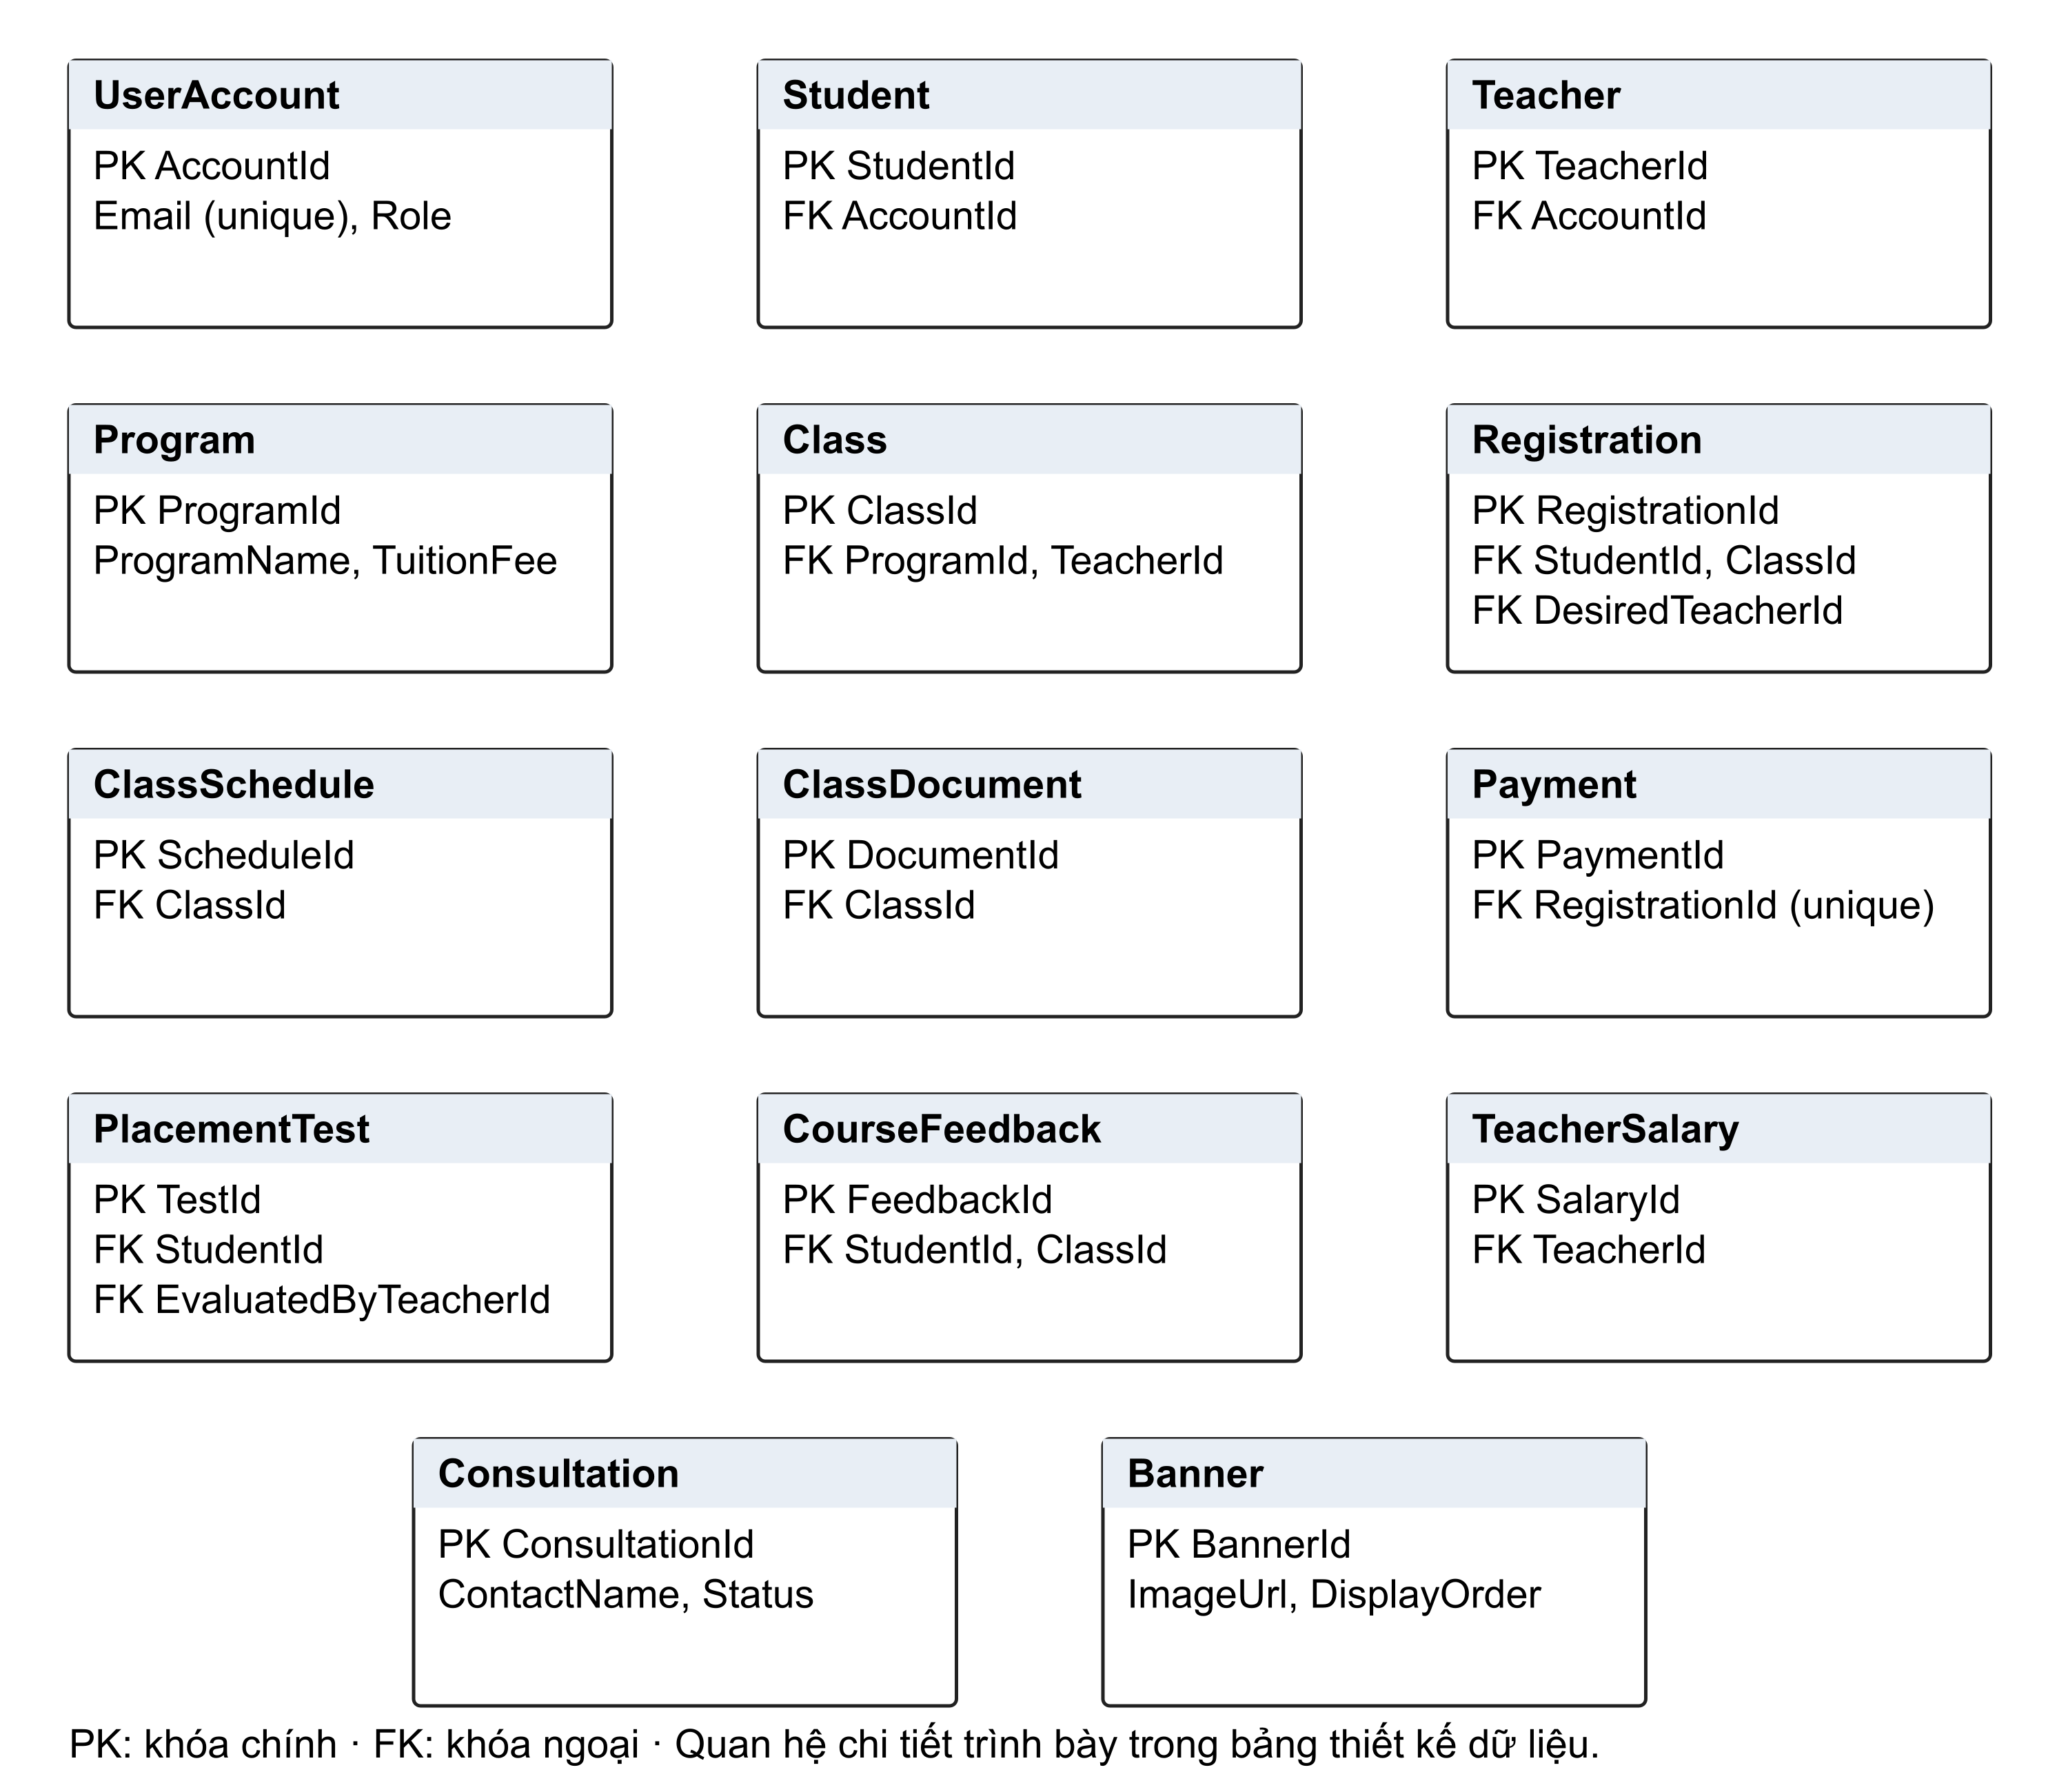 UserAccount
PK AccountId
Email (unique), Role
Student
PK StudentId
FK AccountId
Teacher
PK TeacherId
FK AccountId
Program
PK ProgramId
ProgramName, TuitionFee
Class
PK ClassId
FK ProgramId, TeacherId
Registration
PK RegistrationId
FK StudentId, ClassId
FK DesiredTeacherId
ClassSchedule
PK ScheduleId
FK ClassId
ClassDocument
PK DocumentId
FK ClassId
Payment
PK PaymentId
FK RegistrationId (unique)
PlacementTest
PK TestId
FK StudentId
FK EvaluatedByTeacherId
CourseFeedback
PK FeedbackId
FK StudentId, ClassId
TeacherSalary
PK SalaryId
FK TeacherId
Consultation
PK ConsultationId
ContactName, Status
Banner
PK BannerId
ImageUrl, DisplayOrder
PK: khóa chính · FK: khóa ngoại · Quan hệ chi tiết trình bày trong bảng thiết kế dữ liệu.